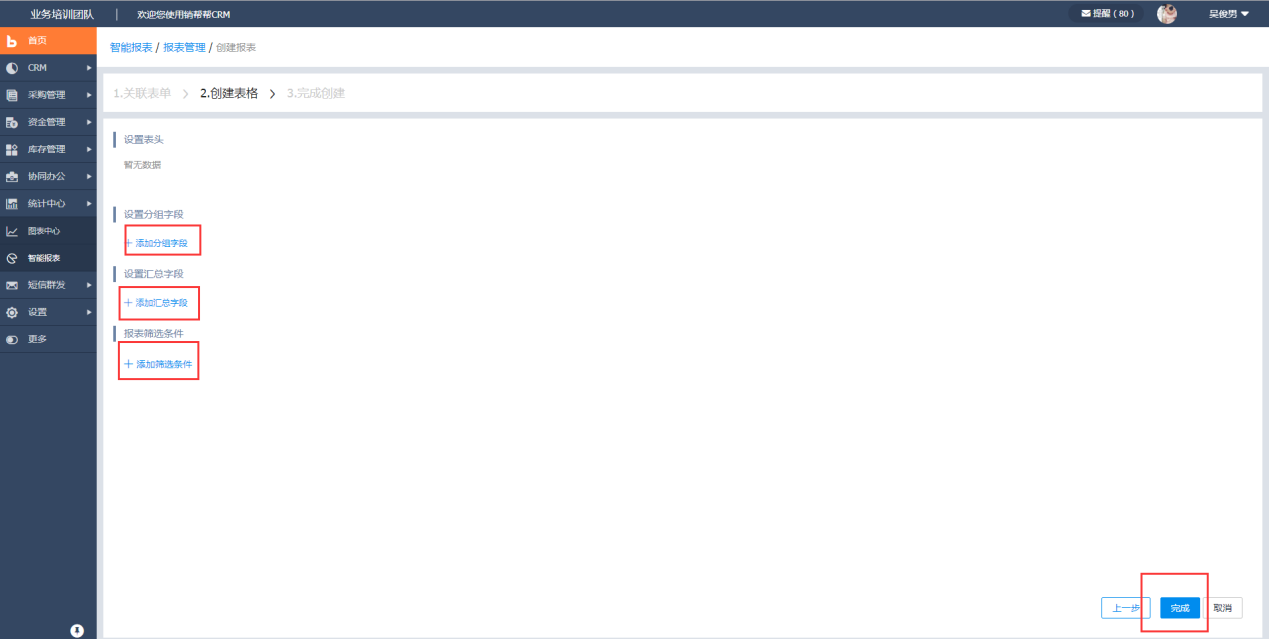 业务培训团队 | 欢迎您使用销帮帮CRM
提醒 ( 80 )
吴俊男
首页
CRM
采购管理
资金管理
库存管理
协同办公
统计中心
图表中心
智能报表
短信群发
设置
更多
智能报表 / 报表管理 / 创建报表
1.关联表单 > 2.创建表格 > 3.完成创建
设置表头
暂无数据
设置分组字段
+ 添加分组字段
设置汇总字段
+ 添加汇总字段
报表筛选条件
+ 添加筛选条件
上一步 完成 取消